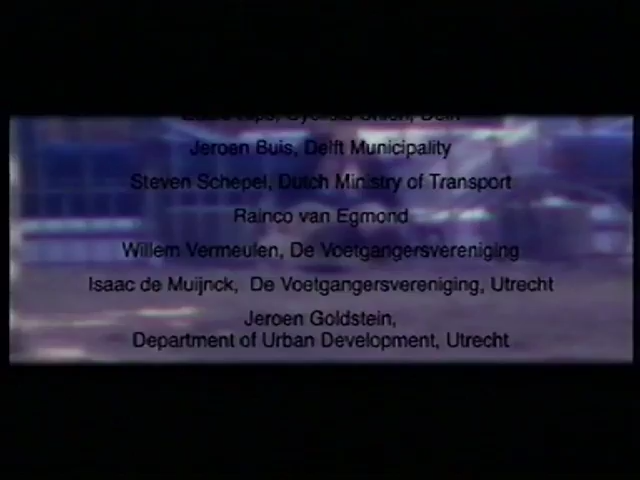 Jeroen Buis, Delft Municipality
Steven Schepel, Dutch Ministry of Transport
Rainco van Egmond
Willem Vermeulen, De Voetgangersvereniging
Isaac de Muijnck, De Voetgangersvereniging, Utrecht
Jeroen Goldstein,
Department of Urban Development, Utrecht